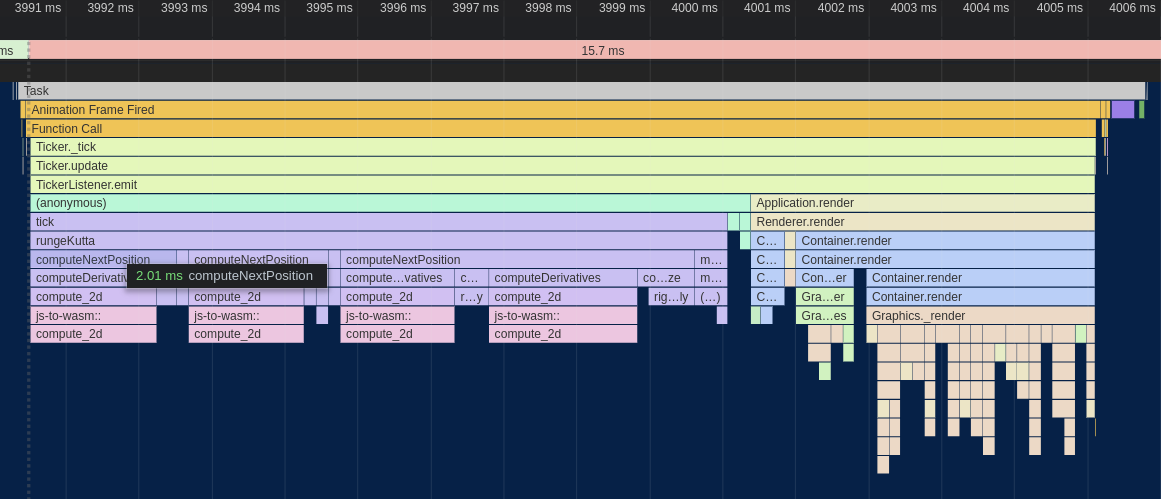 3991 ms 3992 ms 3993 ms 3994 ms 3995 ms 3996 ms 3997 ms 3998 ms 3999 ms 4000 ms 4001 ms 4002 ms 4003 ms 4004 ms 4005 ms 4006 ms
ms 15.7 ms
Task
Animation Frame Fired
Function Call
Ticker._tick
Ticker.update
TickerListener.emit
(anonymous) Application.render
tick Renderer.render
rungeKutta C… Container.render
computeNextPosition computeNextPosition computeNextPosition m… C… Container.render
2.01 ms computeNextPosition
computeDerivati compute…vatives c… computeDerivatives co…ze m… C… Con…er Container.render
compute_2d compute_2d compute_2d r…y compute_2d rig…ly (…) C… Gra…er Container.render
js-to-wasm:: js-to-wasm:: js-to-wasm:: js-to-wasm:: Gra…es Graphics._render
compute_2d compute_2d compute_2d compute_2d